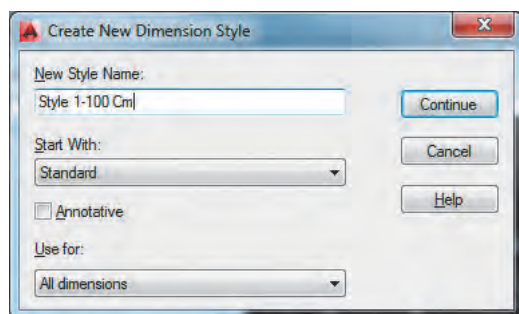 Create New Dimension Style
New Style Name:
Style 1-100 Cm
Continue
Start With:
Cancel
Standard
Help
Annotative
Use for:
All dimensions